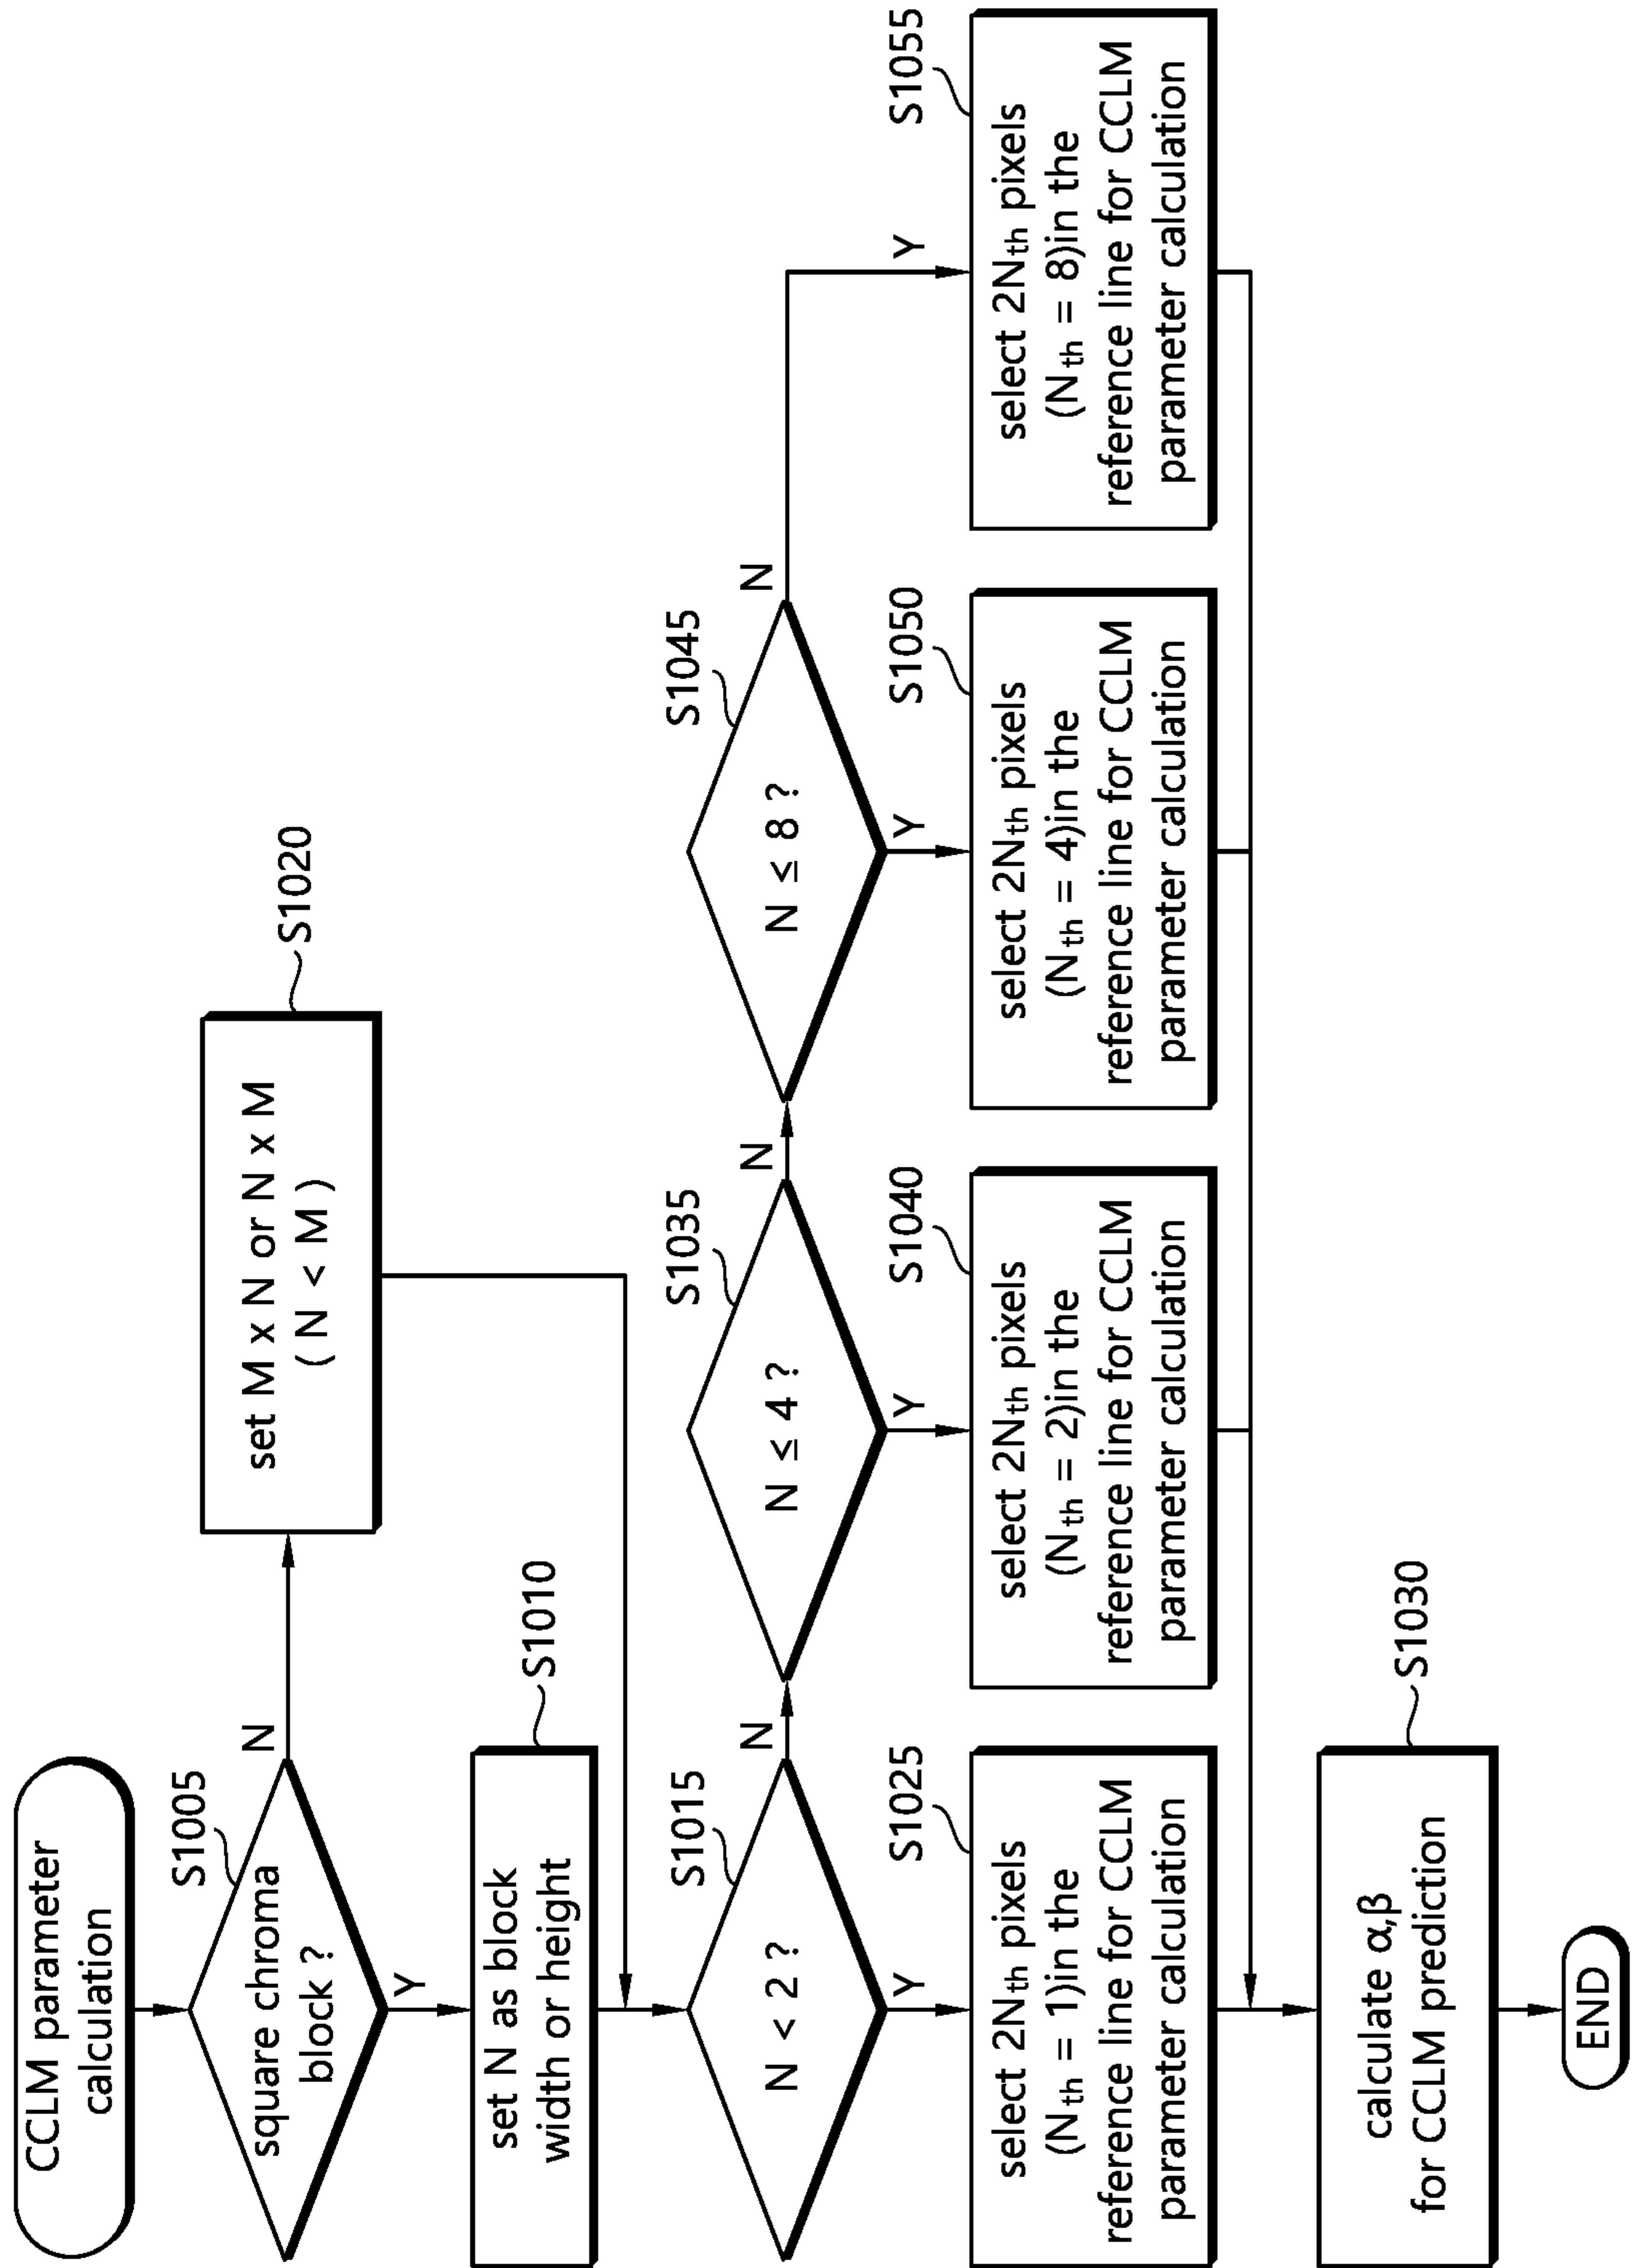 CCLM parameter
calculation
S1005
square chroma
block ?
N
Y
S1010
set N as block
width or height
S1020
set M x N or N x M
( N < M )
S1015
N < 2 ?
N
Y
S1025
select 2Nth pixels
(Nth = 1)in the
reference line for CCLM
parameter calculation
S1035
N ≤ 4 ?
N
Y
S1040
select 2Nth pixels
(Nth = 2)in the
reference line for CCLM
parameter calculation
S1045
N ≤ 8 ?
N
Y
S1050
select 2Nth pixels
(Nth = 4)in the
reference line for CCLM
parameter calculation
Y
S1055
select 2Nth pixels
(Nth = 8)in the
reference line for CCLM
parameter calculation
S1030
calculate α,β
for CCLM prediction
END